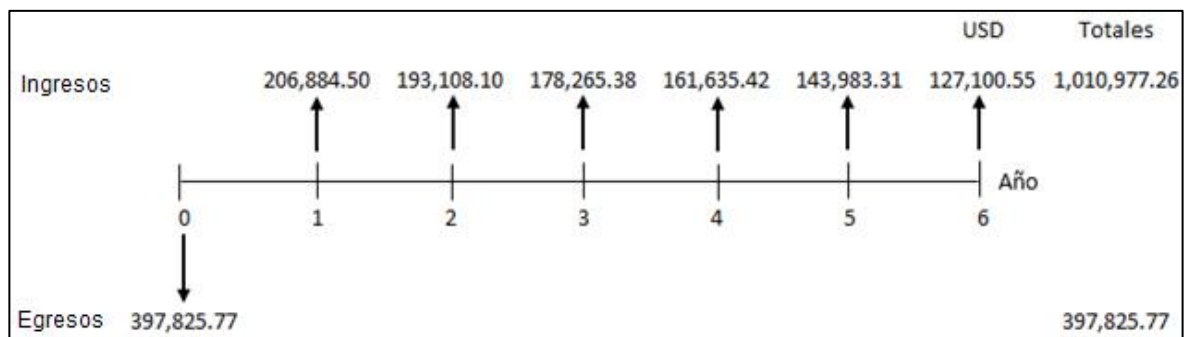 USD Totales
Ingresos 206,884.50 193,108.10 178,265.38 161,635.42 143,983.31 127,100.55 1,010,977.26
Año
0 1 2 3 4 5 6
Egresos 397,825.77 397,825.77